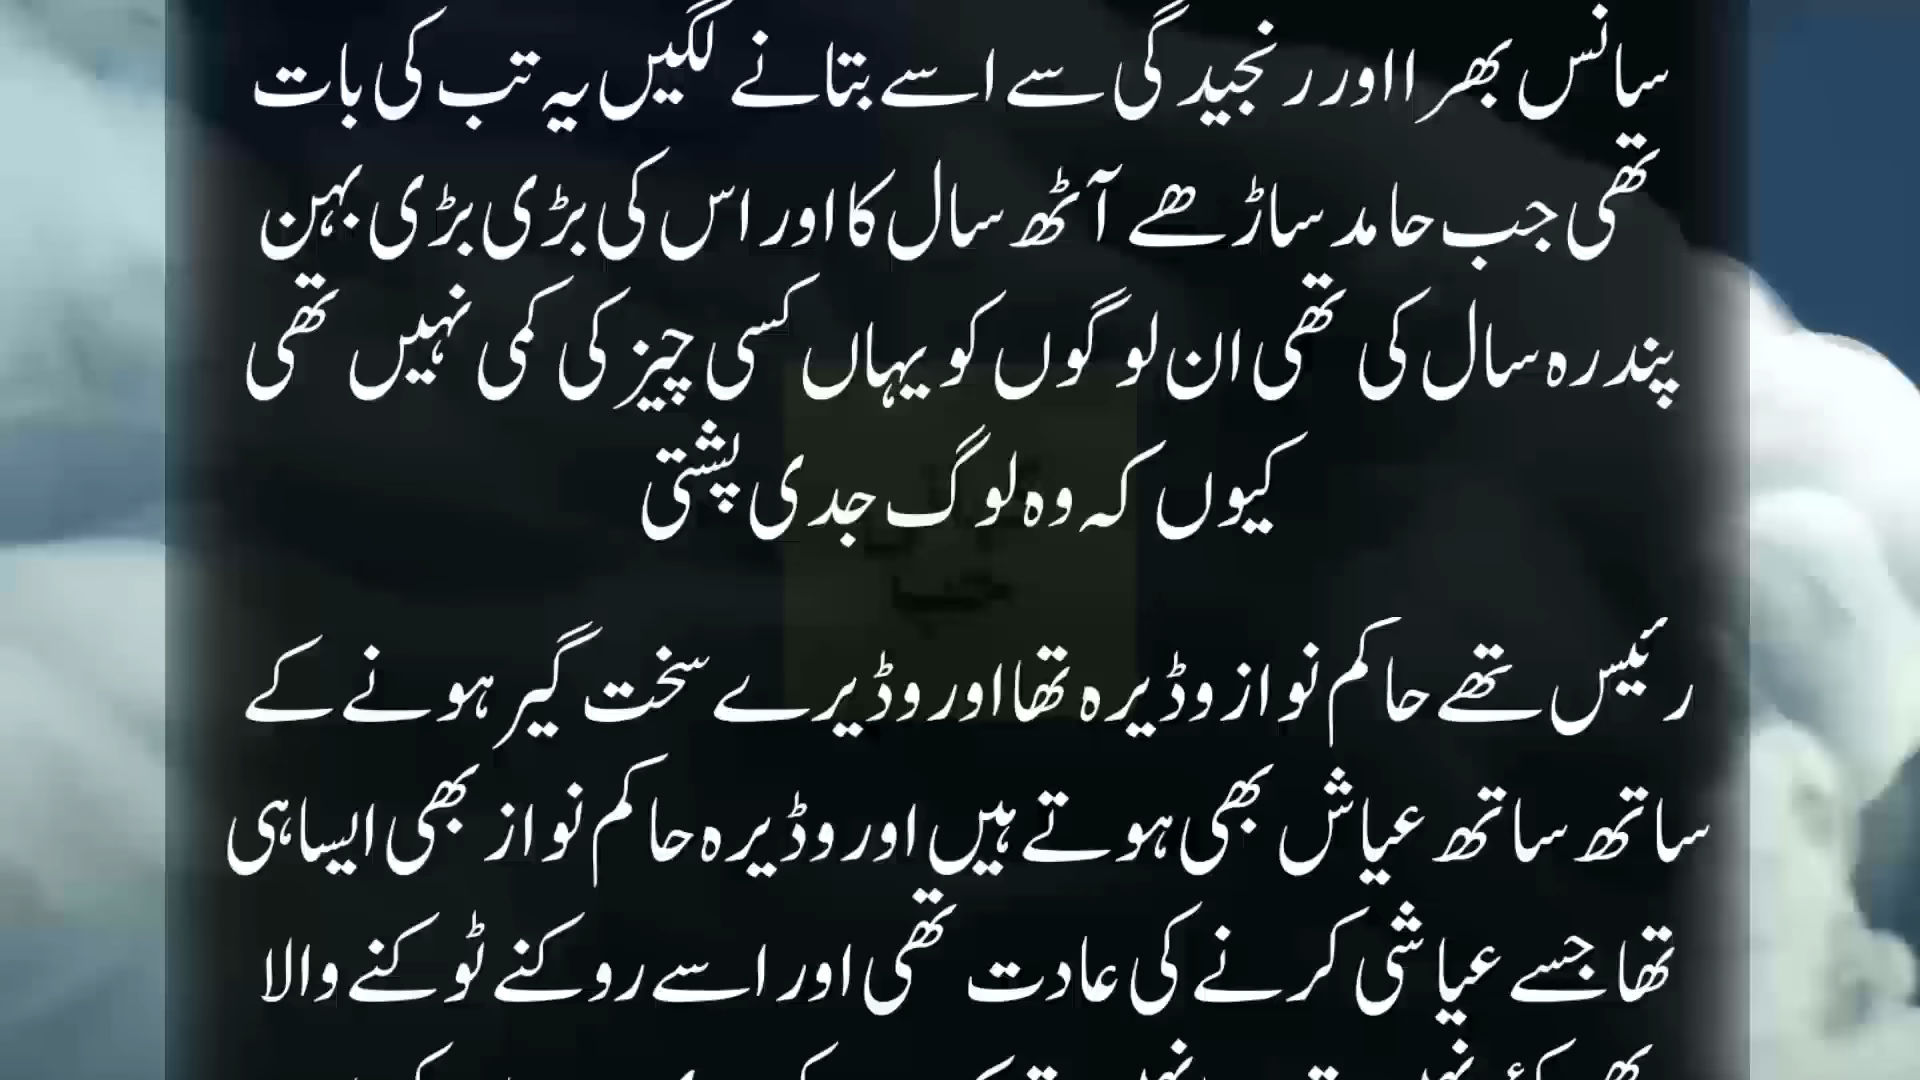 سانس بھرا اور رنجیدگی سے اسے بتانے لگیں یہ تب کی بات
تھی جب حامد ساڑھے آٹھ سال کا اور اس کی بڑی بڑی بہن
پندرہ سال کی تھی ان لوگوں کو یہاں کسی چیز کی کمی نہیں تھی
کیوں کہ وہ لوگ جدی پشتی
رئیس تھے حاکم نواز وڈیرہ تھا اور وڈیرے سخت گیر ہونے کے
ساتھ ساتھ عیاش بھی ہوتے ہیں اور وڈیرہ حاکم نواز بھی ایسا ہی
تھا جسے عیاشی کرنے کی عادت تھی اور اسے روکنے ٹوکنے والا